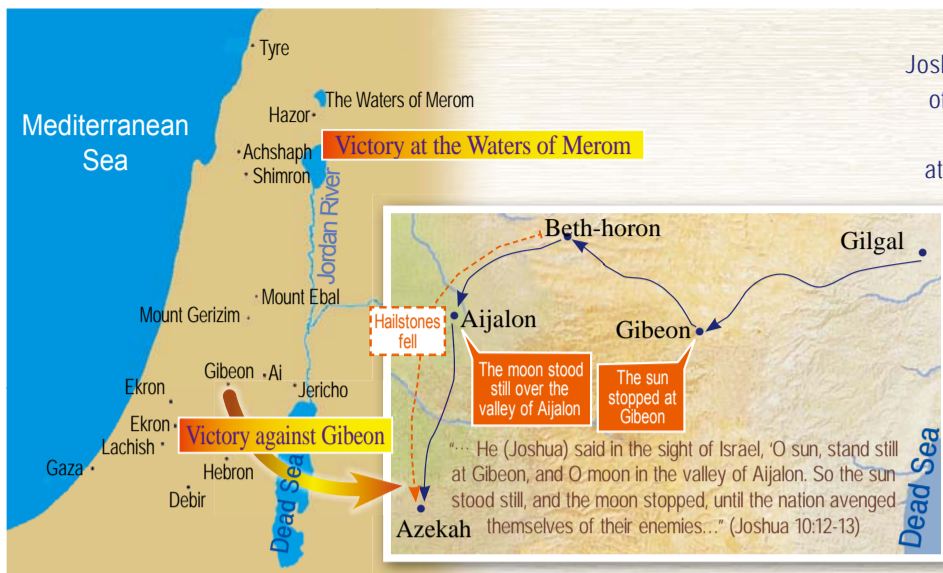 Tyre
The Waters of Merom
Hazor
Mediterranean
Sea
Achshaph
Victory at the Waters of Merom
Shimron
Jordan River
Mount Ebal
Mount Gerizim
Gibeon
Ai
Jericho
Ekron
Ekron
Victory against Gibeon
Lachish
Gaza
Hebron
Debir
Dead Sea
Josh
of
at
Beth-horon
Gilgal
Hailstones
fell
Aijalon
Gibeon
The moon stood
still over the
valley of Aijalon
The sun
stopped at
Gibeon
"··· He (Joshua) said in the sight of Israel, 'O sun, stand still
at Gibeon, and O moon in the valley of Aijalon. So the sun
stood still, and the moon stopped, until the nation avenged
themselves of their enemies…" (Joshua 10:12-13)
Azekah
Dead Sea